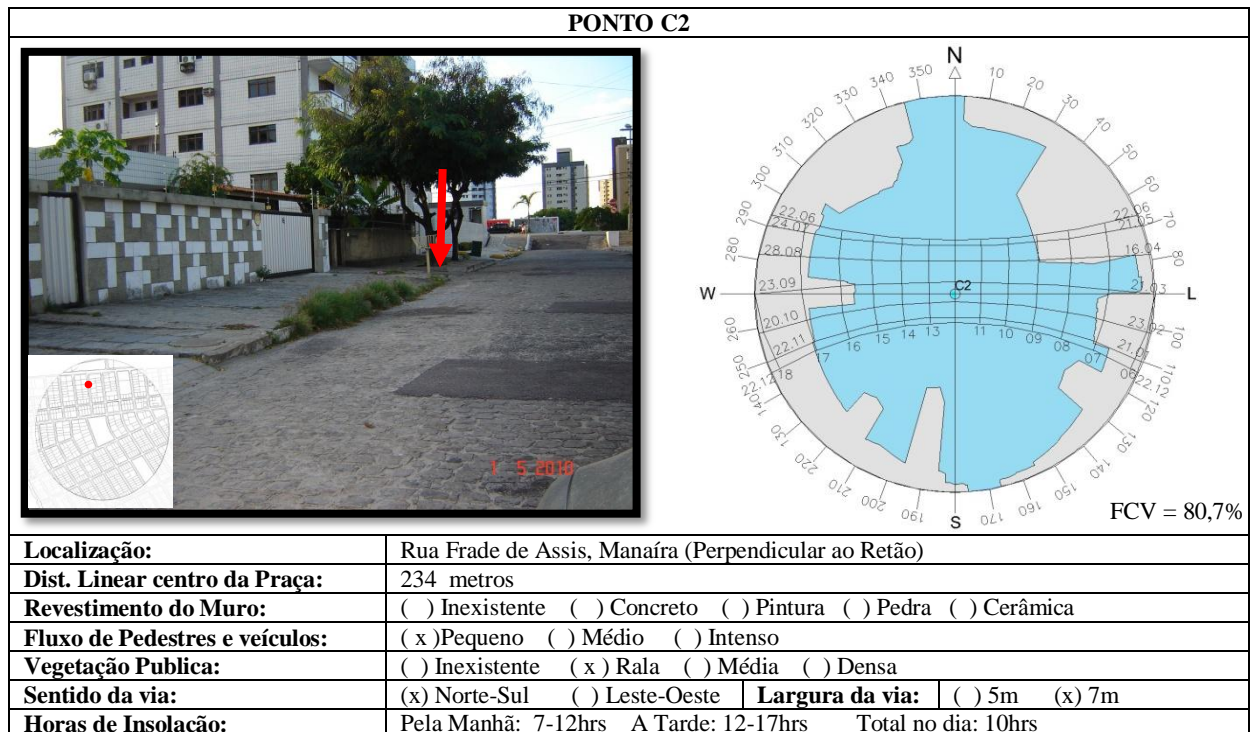 PONTO C2
1 5 2010
N
350 10
340 20
330 30
320 40
310 50
300 60
290 22.06 22.06 70
24.07 21.05
280 28.08 16.04 80
W 23.09 C2 21.03 L
260 20.10 23.02 100
22.11 17 16 15 14 13 11 10 09 08 07 21.01
250 22.12 18 06 22.12 110
140 120
130 130
220 140
210 150
200 160
190 S 170
FCV = 80,7%
Localização: Rua Frade de Assis, Manaíra (Perpendicular ao Retão)
Dist. Linear centro da Praça: 234 metros
Revestimento do Muro: ( ) Inexistente ( ) Concreto ( ) Pintura ( ) Pedra ( ) Cerâmica
Fluxo de Pedestres e veículos: ( x )Pequeno ( ) Médio ( ) Intenso
Vegetação Publica: ( ) Inexistente ( x ) Rala ( ) Média ( ) Densa
Sentido da via: (x) Norte-Sul ( ) Leste-Oeste Largura da via: ( ) 5m (x) 7m
Horas de Insolação: Pela Manhã: 7-12hrs A Tarde: 12-17hrs Total no dia: 10hrs